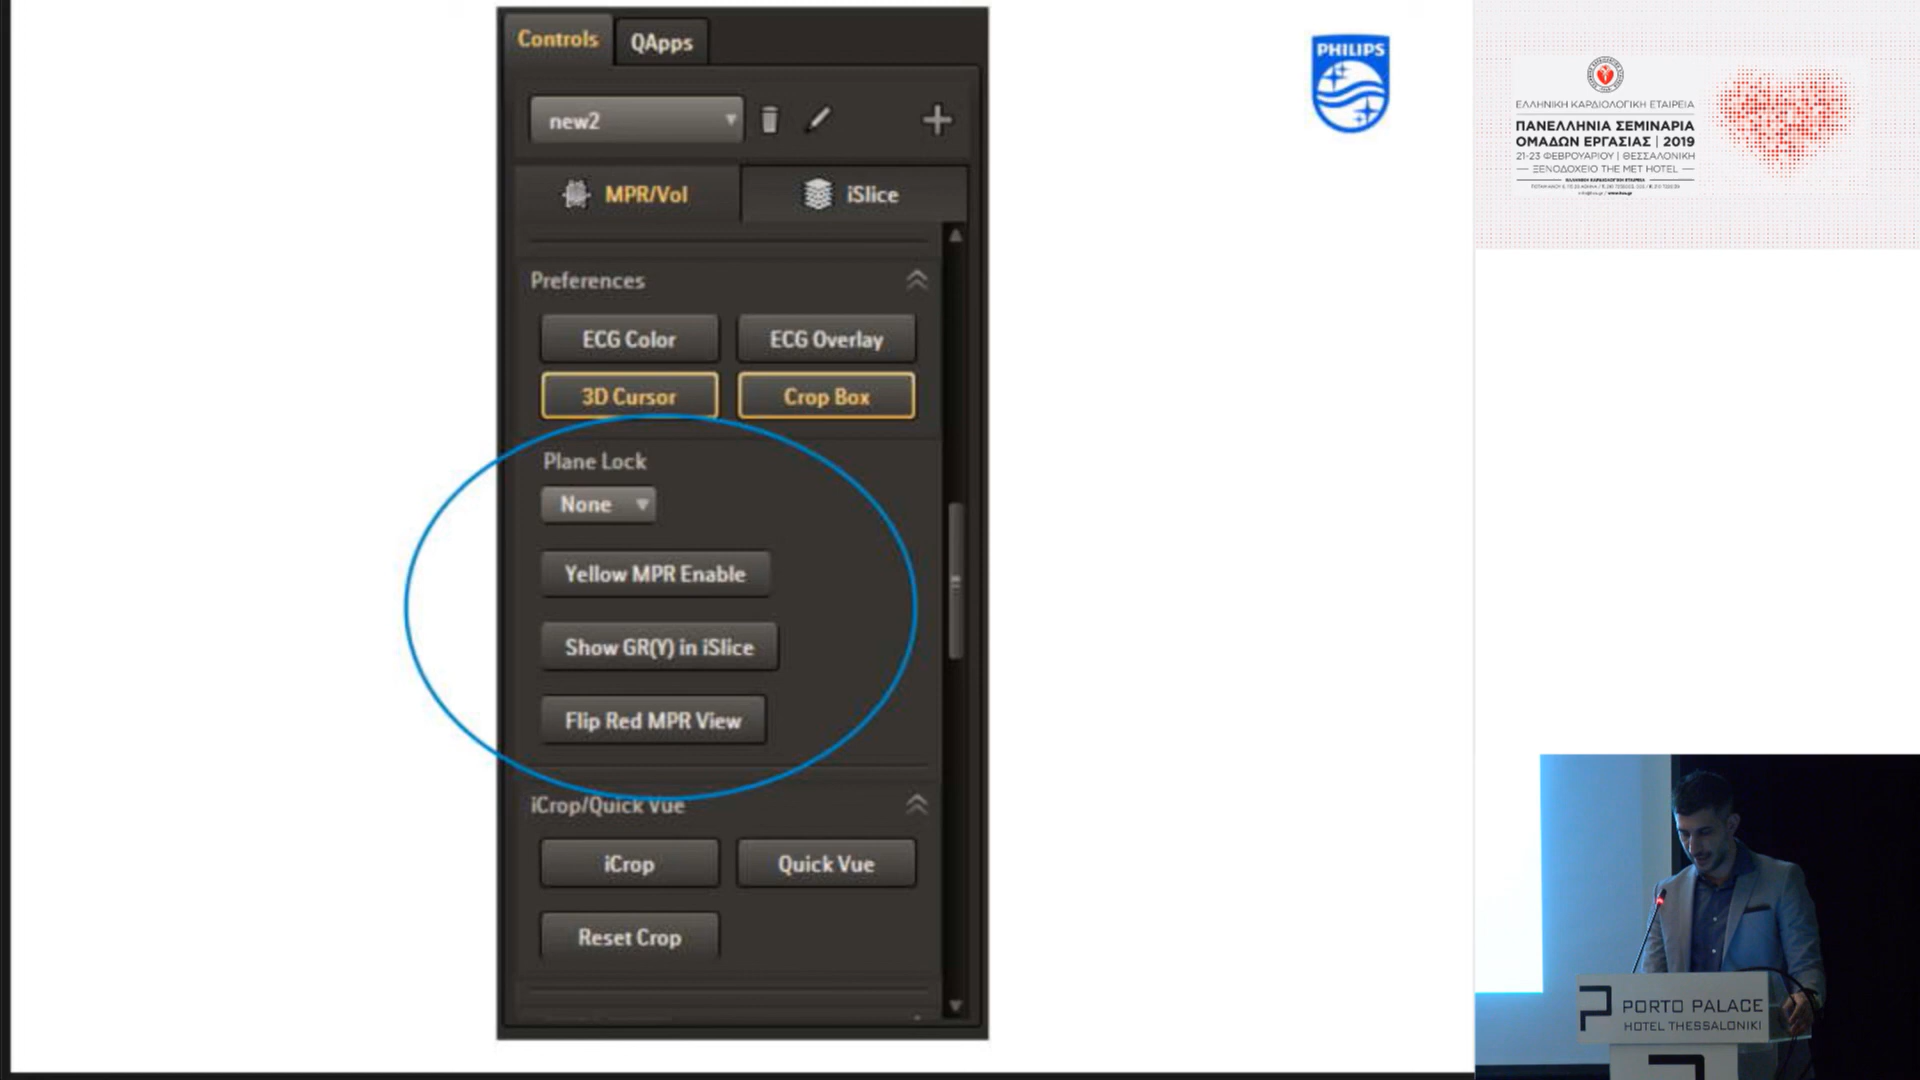 Controls
QApps
new2
MPR/Vol
iSlice
Preferences
ECG Color
ECG Overlay
3D Cursor
Crop Box
Plane Lock
None
Yellow MPR Enable
Show GR(Y) in iSlice
Flip Red MPR View
iCrop/Quick Vue
iCrop
Quick Vue
Reset Crop
PHILIPS
ΕΛΛΗΝΙΚΗ ΚΑΡΔΙΟΛΟΓΙΚΗ ΕΤΑΙΡΕΙΑ
ΠΑΝΕΛΛΗΝΙΑ ΣΕΜΙΝΑΡΙΑ
ΟΜΑΔΩΝ ΕΡΓΑΣΙΑΣ | 2019
21-23 ΦΕΒΡΟΥΑΡΙΟΥ | ΘΕΣΣΑΛΟΝΙΚΗ
ΞΕΝΟΔΟΧΕΙΟ THE MET HOTEL
PORTO PALACE
HOTEL THESSALONIKI